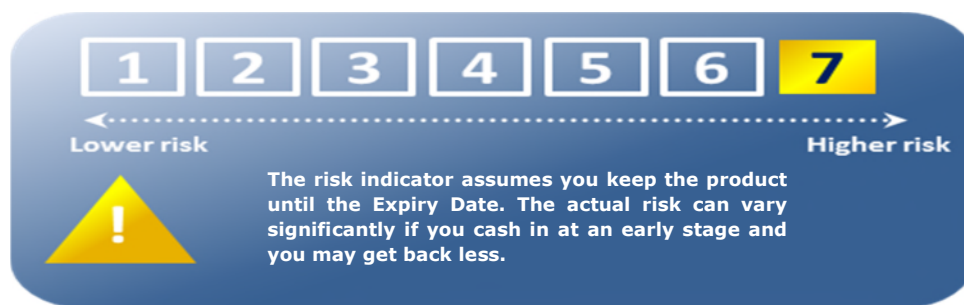 1 2 3 4 5 6 7
Lower risk Higher risk
!
The risk indicator assumes you keep the product
until the Expiry Date. The actual risk can vary
significantly if you cash in at an early stage and
you may get back less.